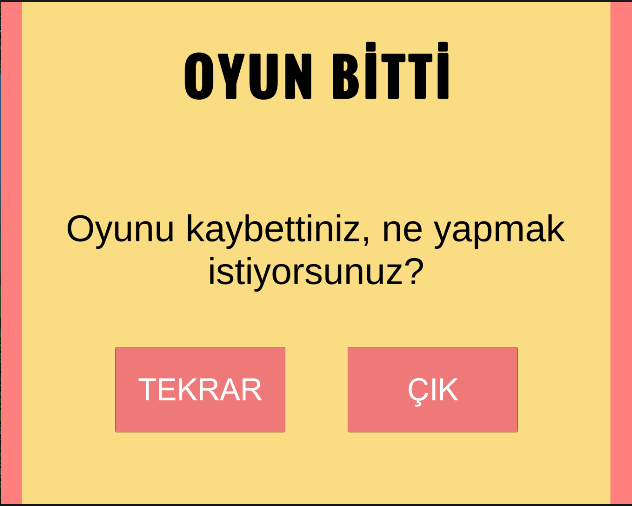 OYUN BİTTİ
Oyunu kaybettiniz, ne yapmak
istiyorsunuz?
TEKRAR
ÇIK